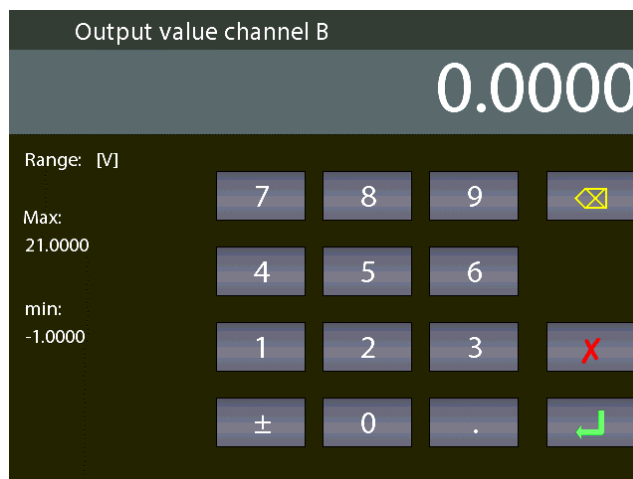 Output value channel B
0.0000
Range: [V]
Max:
21.0000
min:
-1.0000
7 8 9
4 5 6
1 2 3 X
± 0 .